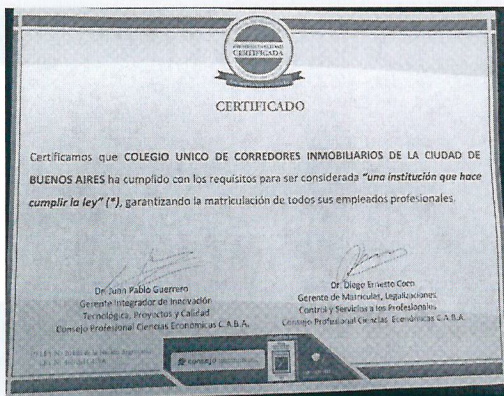 CERTIFICADA
CERTIFICADO
Certificamos que COLEGIO UNICO DE CORREDORES INMOBILIARIOS DE LA CIUDAD DE
BUENOS AIRES ha cumplido con los requisitos para ser considerada "una institución que hace
cumplir la ley" (*), garantizando la matriculación de todos sus empleados profesionales.
Dr. Juan Pablo Guerrero
Gerente Integrador de Innovación
Tecnológica, Proyectos y Calidad
Consejo Profesional Ciencias Económicas C.A.B.A.
Dr. Diego Ernesto
Gerente de Matrículas, Legalizaciones,
Control y Servicios a los Profesionales
Consejo Profesional Ciencias Económicas C.A.B.A.
consejo